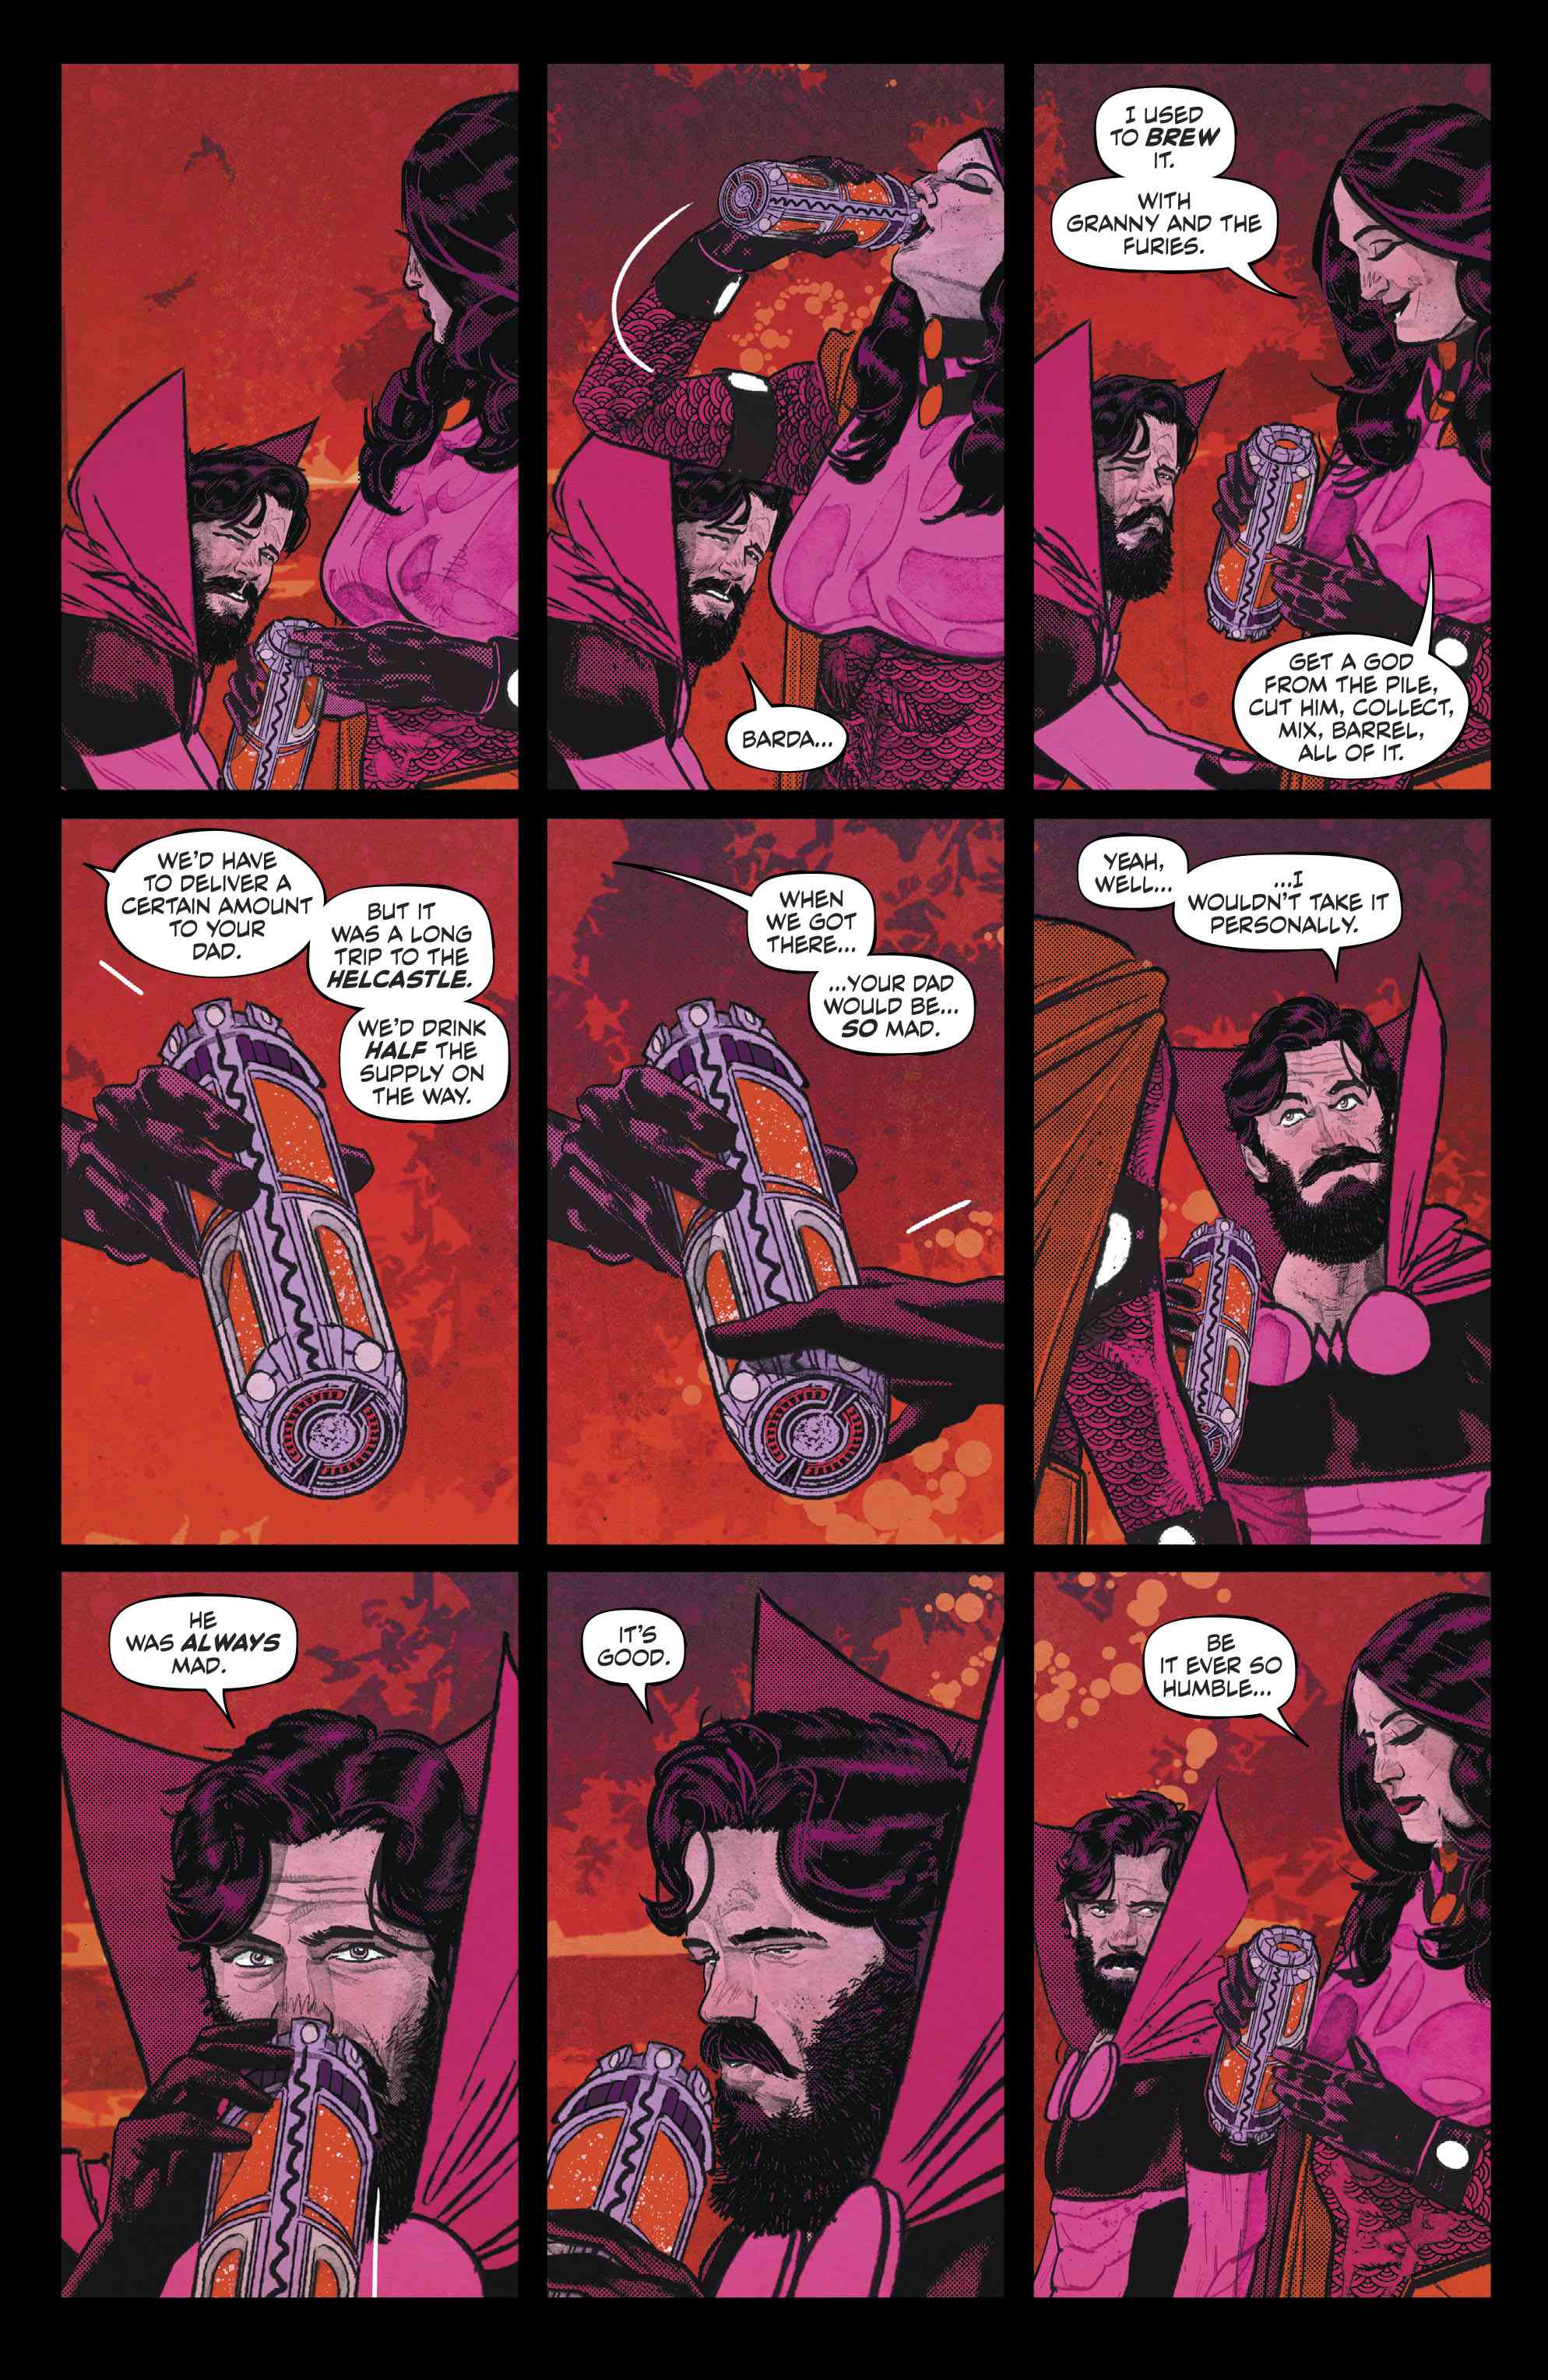 I USED
TO BREW
IT.
WITH
GRANNY AND THE
FURIES.
BARDA...
GET A GOD
FROM THE PILE,
CUT HIM, COLLECT,
MIX, BARREL,
ALL OF IT.
WE'D HAVE
TO DELIVER A
CERTAIN AMOUNT
TO YOUR
DAD.
BUT IT
WAS A LONG
TRIP TO THE
HELCASTLE.
WE'D DRINK
HALF THE
SUPPLY ON
THE WAY.
WHEN
WE GOT
THERE...
...YOUR DAD
WOULD BE...
SO MAD.
YEAH,
WELL...
...I
WOULDN'T TAKE IT
PERSONALLY.
HE
WAS ALWAYS
MAD.
IT'S
GOOD.
BE
IT EVER SO
HUMBLE...